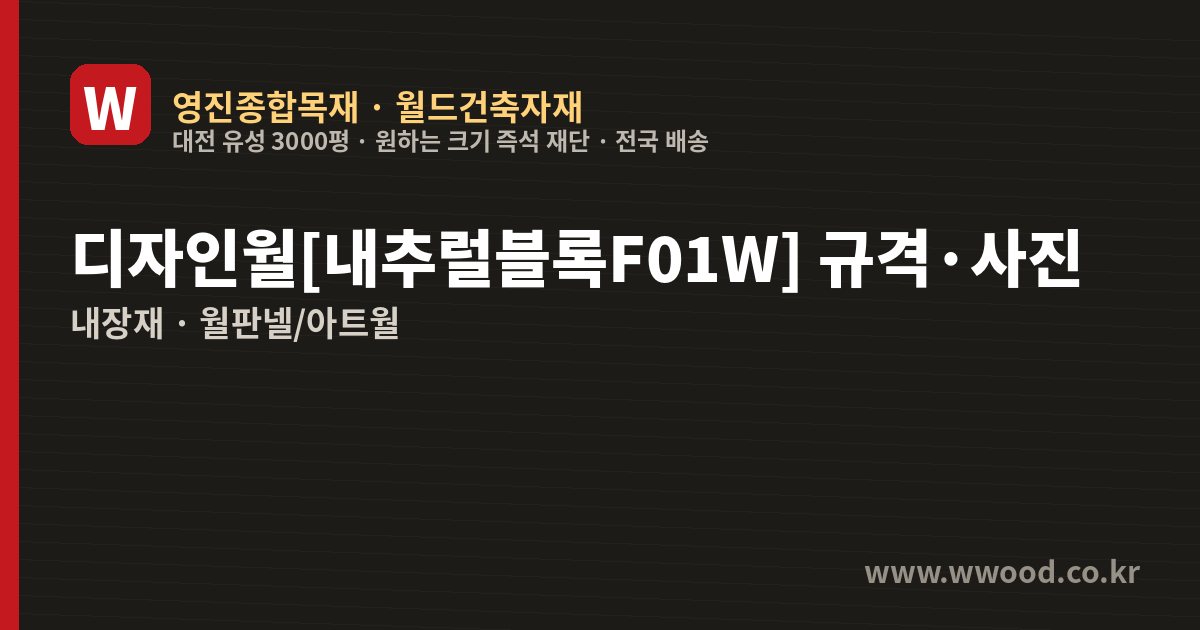 W
영진종합목재 · 월드건축자재
대전 유성 3000평 · 원하는 크기 즉석 재단 · 전국 배송
디자인월[내추럴블록F01W] 규격·사진
내장재 · 월판넬/아트월
www.wwood.co.kr